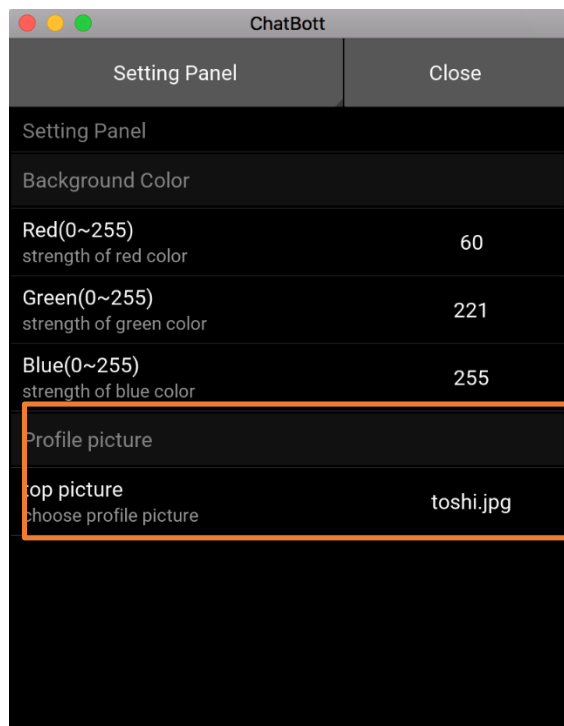 ChatBott
Setting Panel
Close
Setting Panel
Background Color
Red(0~255)
strength of red color
60
Green(0~255)
strength of green color
221
Blue(0~255)
strength of blue color
255
Profile picture
top picture
choose profile picture
toshi.jpg